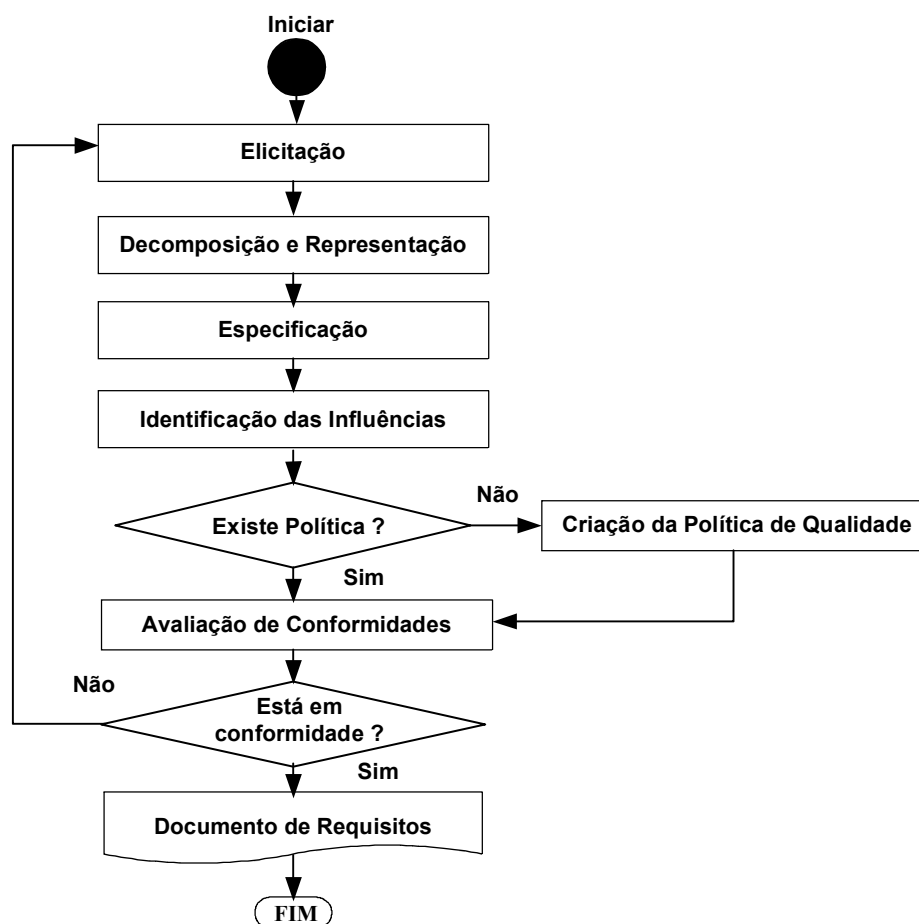 Iniciar
Elicitação
Decomposição e Representação
Especificação
Identificação das Influências
Existe Política ?
Não
Criação da Política de Qualidade
Sim
Avaliação de Conformidades
Não
Está em
conformidade ?
Sim
Documento de Requisitos
FIM